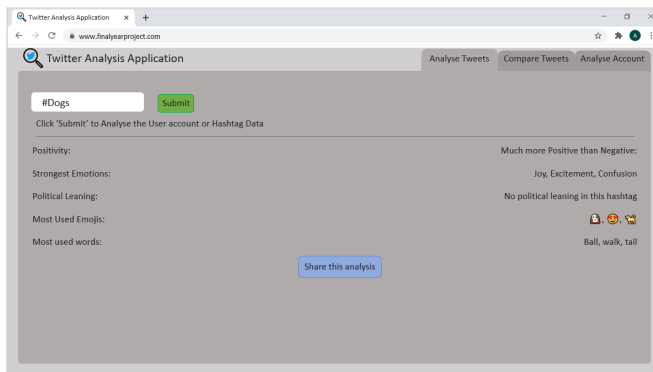 Twitter Analysis Application
www.finalyearproject.com
A
Twitter Analysis Application
Analyse Tweets
Compare Tweets
Analyse Account
#Dogs
Submit
Click 'Submit' to Analyse the User account or Hashtag Data
Positivity: Much more Positive than Negative:
Strongest Emotions: Joy, Excitement, Confusion
Political Leaning: No political leaning in this hashtag
Most Used Emojis: 
Most used words: Ball, walk, tail
Share this analysis